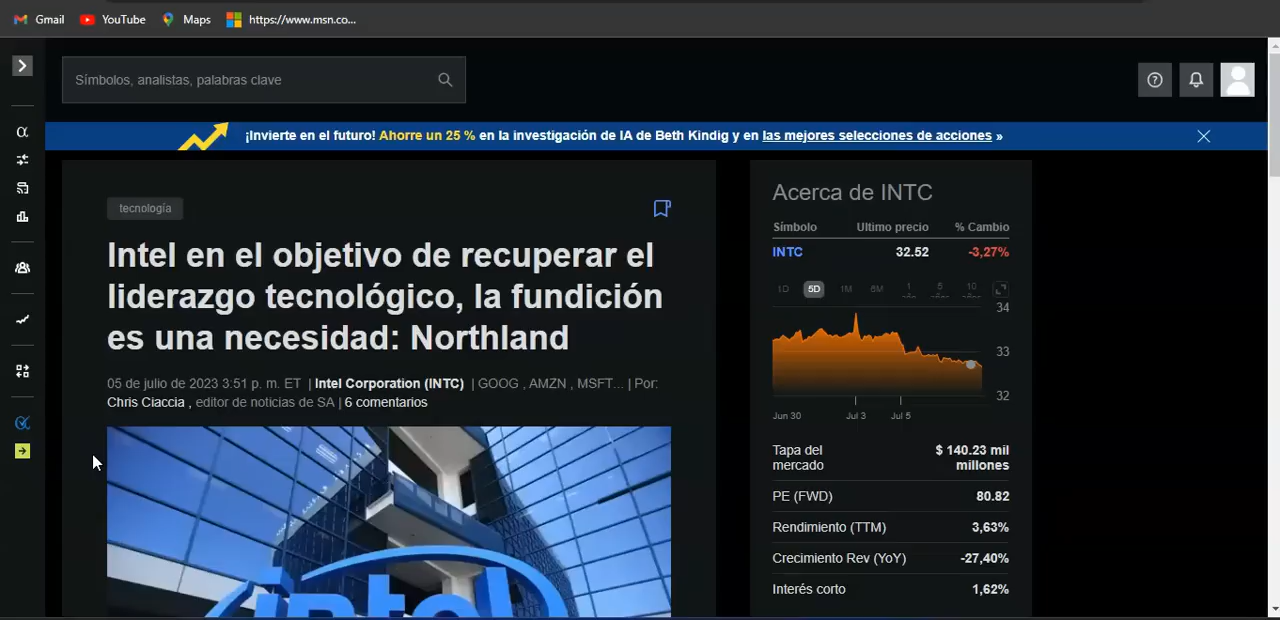 Gmail YouTube Maps https://www.msn.co...
Símbolos, analistas, palabras clave
¡Invierte en el futuro! Ahorre un 25 % en la investigación de IA de Beth Kindig y en las mejores selecciones de acciones »
tecnología
Intel en el objetivo de recuperar el
liderazgo tecnológico, la fundición
es una necesidad: Northland
05 de julio de 2023 3:51 p. m. ET | Intel Corporation (INTC) | GOOG , AMZN , MSFT... | Por:
Chris Ciaccia , editor de noticias de SA | 6 comentarios
intel
Acerca de INTC
Símbolo Ultimo precio % Cambio
INTC 32.52 -3,27%
1D 5D 1M 6M 1 5 10
34
33
32
Jun 30 Jul 3 Jul 5
Tapa del mercado $ 140.23 mil millones
PE (FWD) 80.82
Rendimiento (TTM) 3,63%
Crecimiento Rev (YoY) -27,40%
Interés corto 1,62%